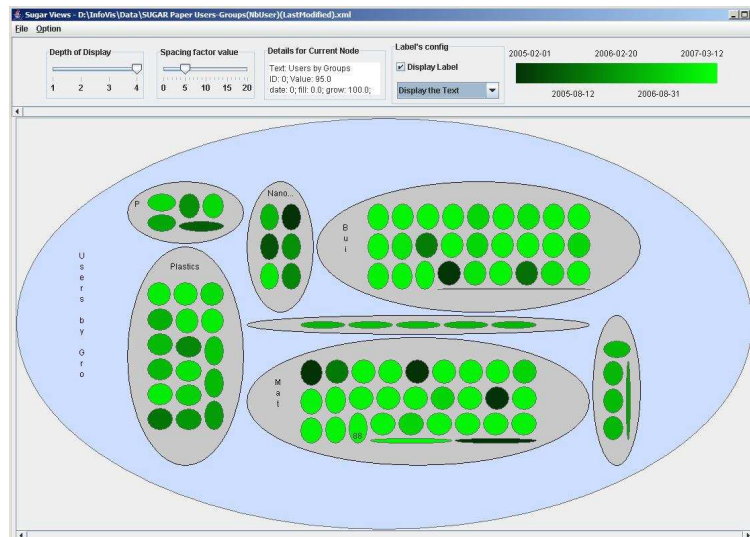 Sugar Views - D:\InfoVis\Data\SUGAR Paper Users-Groups(NbUser)(LastModified).xml
File Option
Depth of Display
1 2 3 4
Spacing factor value
0 5 10 15 20
Details for Current Node
Text: Users by Groups
ID: 0; Value: 95.0
date: 0; fill: 0.0; grow: 100.0;
Label's config
Display Label
Display the Text
2005-02-01 2006-02-20 2007-03-12
2005-08-12 2006-08-31
Users by Gro
P
Nano...
Bui
Plastics
Mat
68